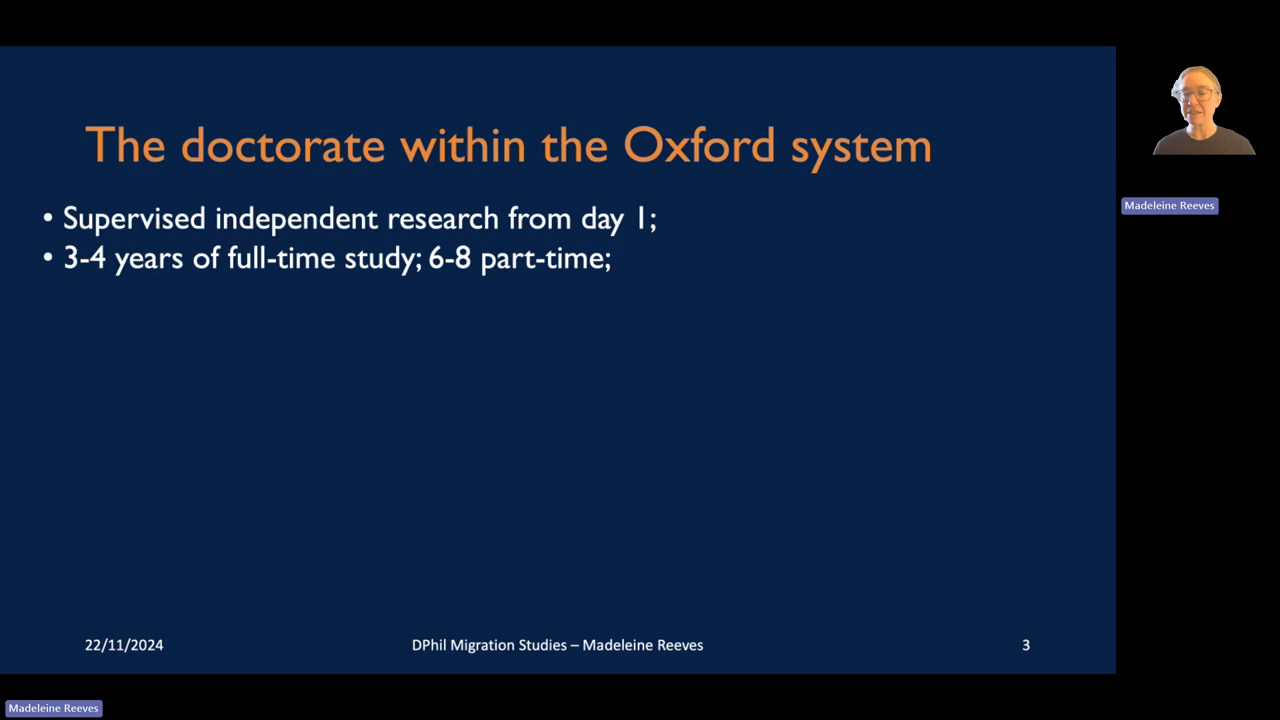 The doctorate within the Oxford system
• Supervised independent research from day 1;
• 3-4 years of full-time study; 6-8 part-time;
22/11/2024
DPhil Migration Studies – Madeleine Reeves
3
Madeleine Reeves
Madeleine Reeves